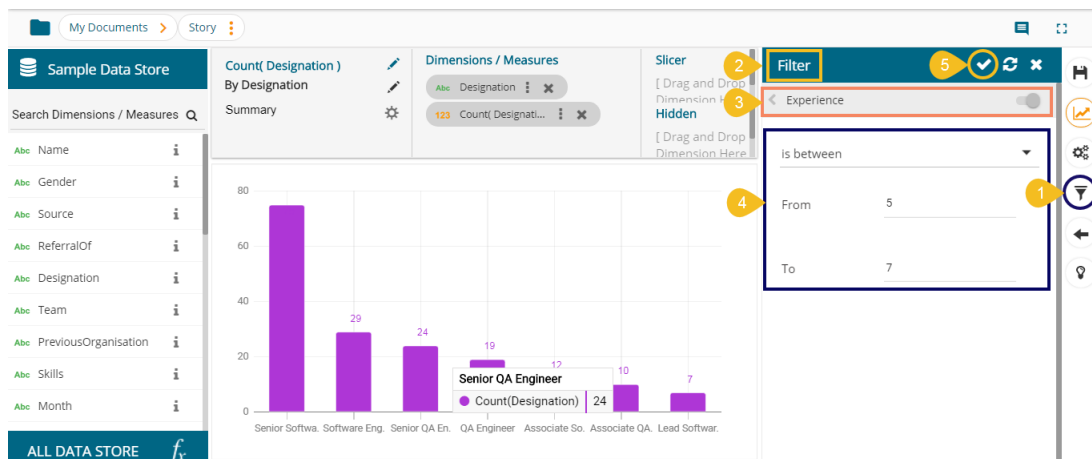 My Documents
Story
Sample Data Store
Search Dimensions / Measures
Abc Name
Abc Gender
Abc Source
Abc ReferralOf
Abc Designation
Abc Team
Abc PreviousOrganisation
Abc Skills
Abc Month
ALL DATA STORE fx
Count( Designation )
By Designation
Summary
Dimensions / Measures
Abc Designation
123 Count( Designati...
Slicer
[ Drag and Drop
Dimension Here
Hidden
[ Drag and Drop
Dimension Here
80
60
40
20
0
29
24
19
12
10
7
Senior QA Engineer
Count(Designation) 24
Senior Softwa. Software Eng. Senior QA En. QA Engineer Associate So. Associate QA. Lead Softwar.
2 Filter 5
3 Experience
is between
4 From 5
To 7
1